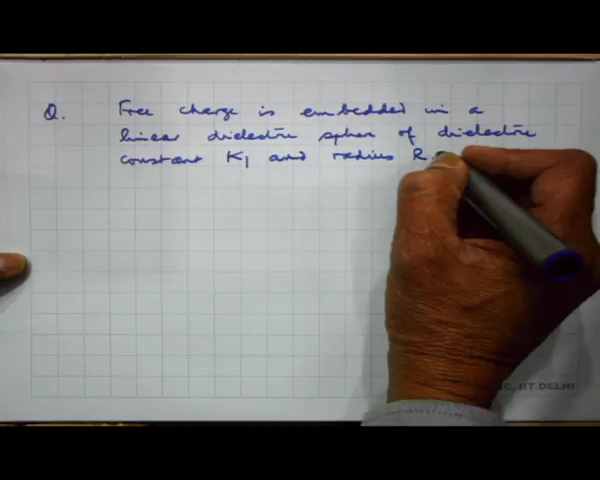 Q. Free charge is embedded in a
linear dielectric sphere of dielectric
constant K1 and radius R.
C, IIT DELHI